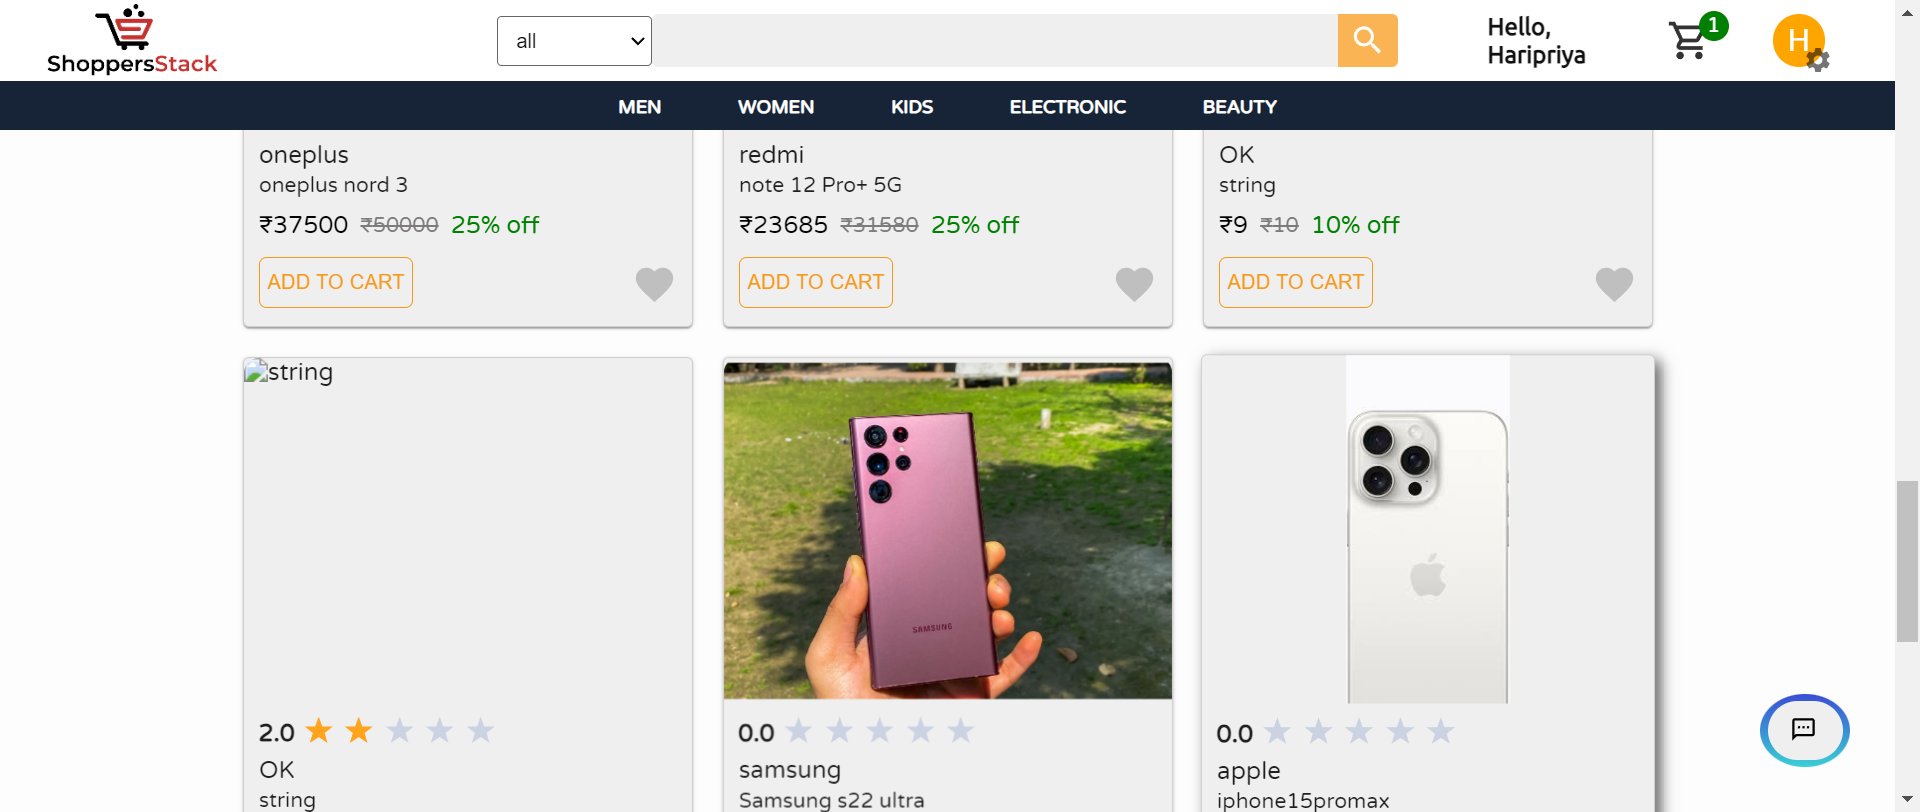 ShoppersStack
all
Hello,
Haripriya
1
H
MEN WOMEN KIDS ELECTRONIC BEAUTY
oneplus
oneplus nord 3
₹37500 ₹50000 25% off
ADD TO CART
redmi
note 12 Pro+ 5G
₹23685 ₹31580 25% off
ADD TO CART
OK
string
₹9 ₹10 10% off
ADD TO CART
string
2.0
OK
string
SAMSUNG
0.0
samsung
Samsung s22 ultra
0.0
apple
iphone15promax